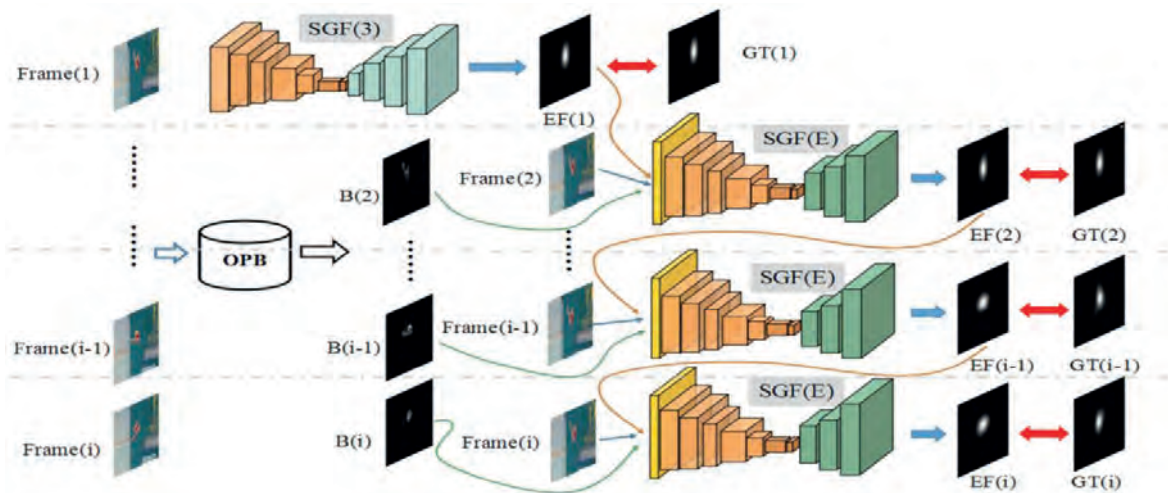 SGF(3)
Frame(1)
GT(1)
EF(1)
SGF(E)
Frame(2)
B(2)
EF(2)
GT(2)
OPB
SGF(E)
Frame(i-1)
Frame(i-1)
B(i-1)
EF(i-1)
GT(i-1)
SGF(E)
B(i)
Frame(i)
Frame(i)
EF(i)
GT(i)